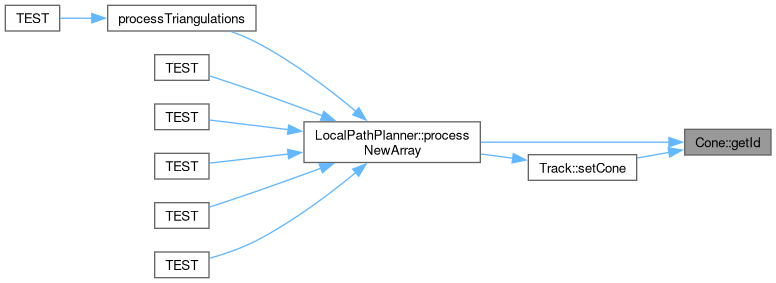 TEST
processTriangulations
TEST
TEST
LocalPathPlanner::process
NewArray
Cone::getId
TEST
Track::setCone
TEST
TEST